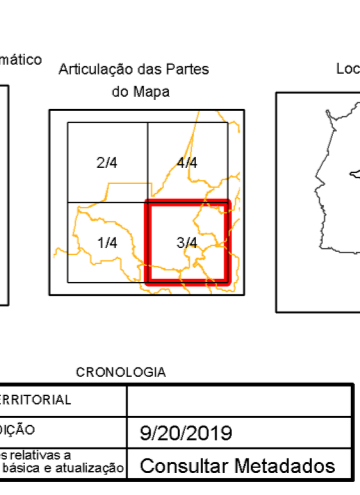 mático
Articulação das Partes
do Mapa
Loc
2/4
4/4
1/4
3/4
CRONOLOGIA
ERRITORIAL
DIÇÃO
9/20/2019
es relativas a
básica e atualização
Consultar Metadados